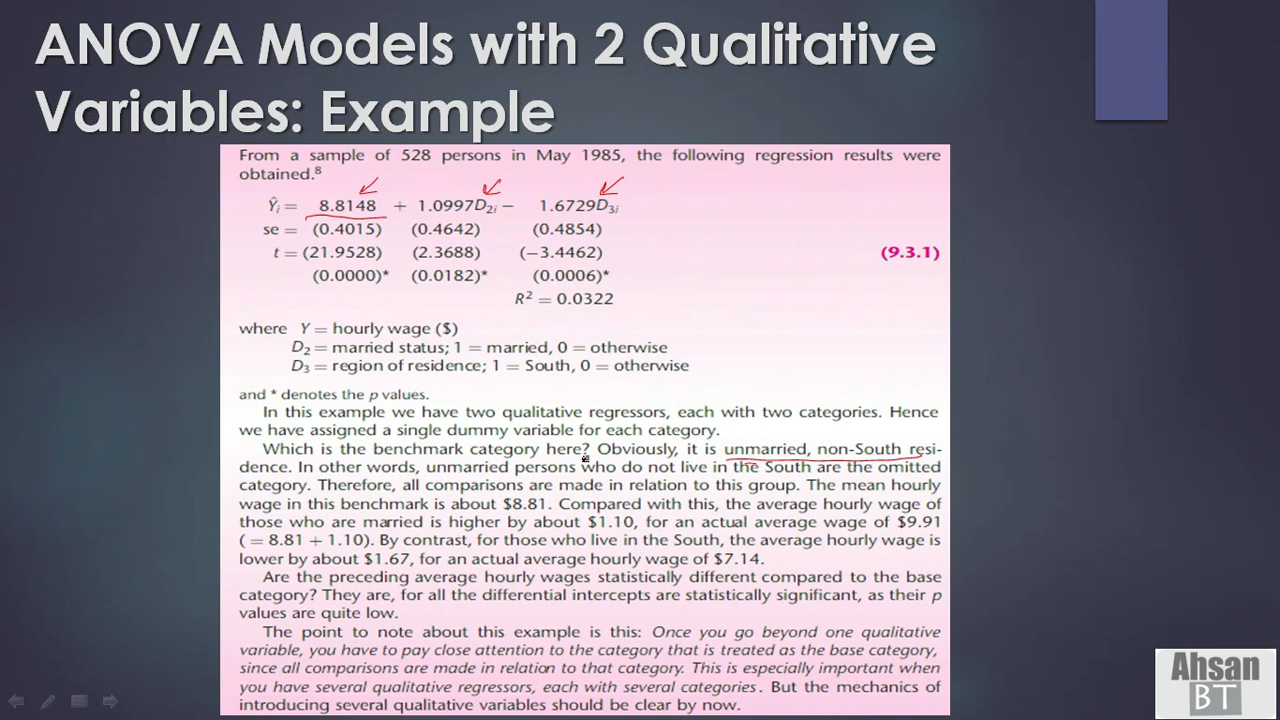 ANOVA Models with 2 Qualitative
Variables: Example
From a sample of 528 persons in May 1985, the following regression results were
obtained.⁸
Ŷᵢ = 8.8148 + 1.0997D₂ᵢ − 1.6729D₃ᵢ
se = (0.4015) (0.4642) (0.4854)
t = (21.9528) (2.3688) (−3.4462) (9.3.1)
(0.0000)* (0.0182)* (0.0006)*
R² = 0.0322
where Y = hourly wage ($)
D₂ = married status; 1 = married, 0 = otherwise
D₃ = region of residence; 1 = South, 0 = otherwise
and * denotes the p values.
In this example we have two qualitative regressors, each with two categories. Hence
we have assigned a single dummy variable for each category.
Which is the benchmark category here? Obviously, it is unmarried, non-South resi-
dence. In other words, unmarried persons who do not live in the South are the omitted
category. Therefore, all comparisons are made in relation to this group. The mean hourly
wage in this benchmark is about $8.81. Compared with this, the average hourly wage of
those who are married is higher by about $1.10, for an actual average wage of $9.91
( = 8.81 + 1.10). By contrast, for those who live in the South, the average hourly wage is
lower by about $1.67, for an actual average hourly wage of $7.14.
Are the preceding average hourly wages statistically different compared to the base
category? They are, for all the differential intercepts are statistically significant, as their p
values are quite low.
The point to note about this example is this: Once you go beyond one qualitative
variable, you have to pay close attention to the category that is treated as the base category,
since all comparisons are made in relation to that category. This is especially important when
you have several qualitative regressors, each with several categories. But the mechanics of
introducing several qualitative variables should be clear by now.
Ahsan
BT